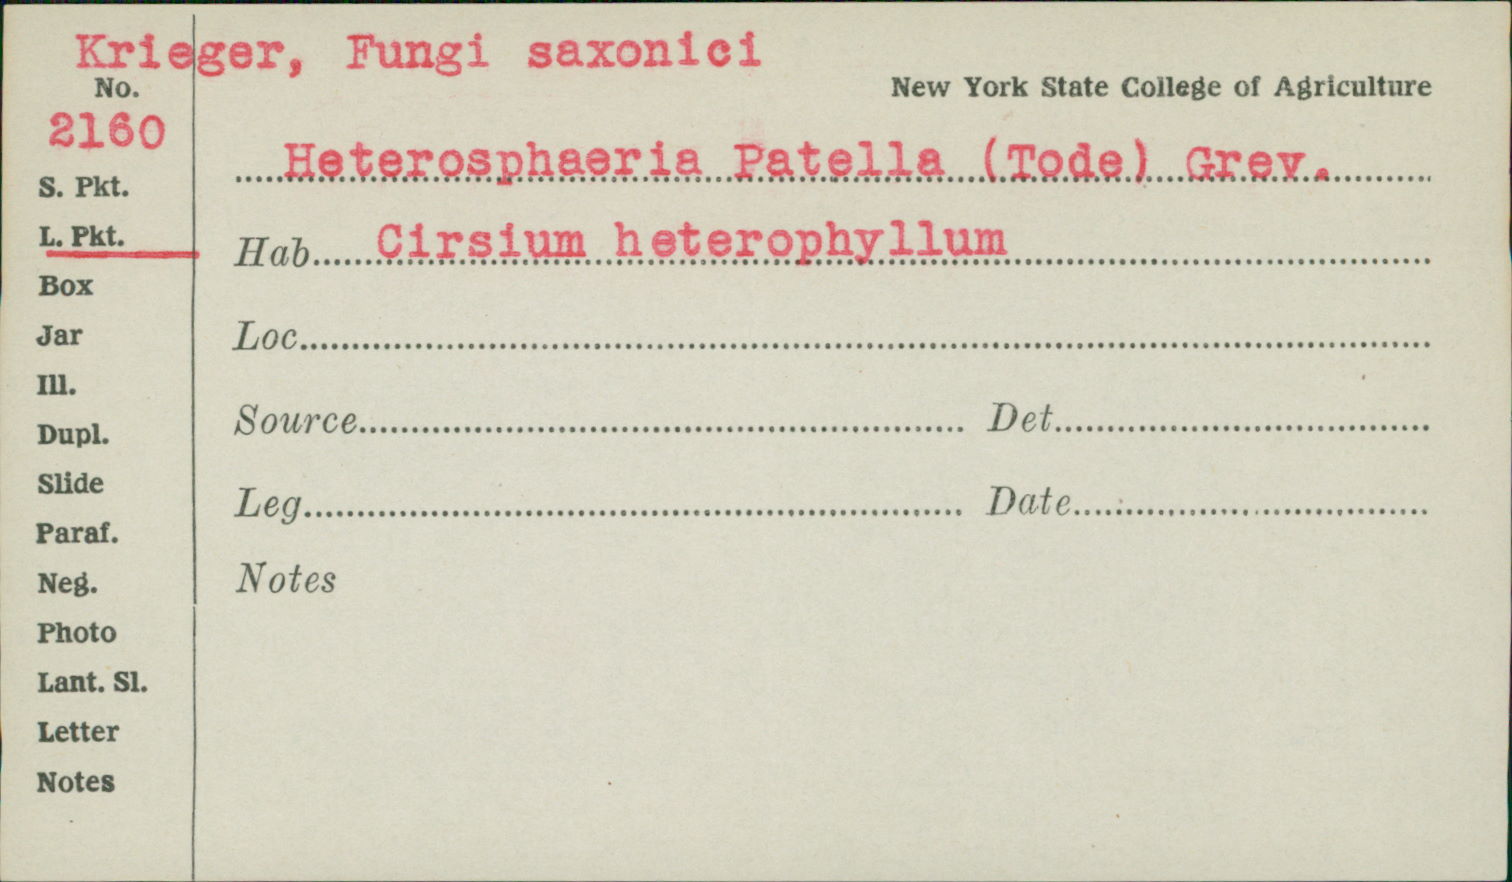 Krieger, Fungi saxonici
New York State College of Agriculture
No.
2160
Heterosphaeria Patella (Tode) Grev.
S. Pkt.
L. Pkt.
Hab. Cirsium heterophyllum
Box
Jar
Loc.
Ill.
Dupl.
Source Det.
Slide
Leg. Date
Paraf.
Neg.
Notes
Photo
Lant. Sl.
Letter
Notes